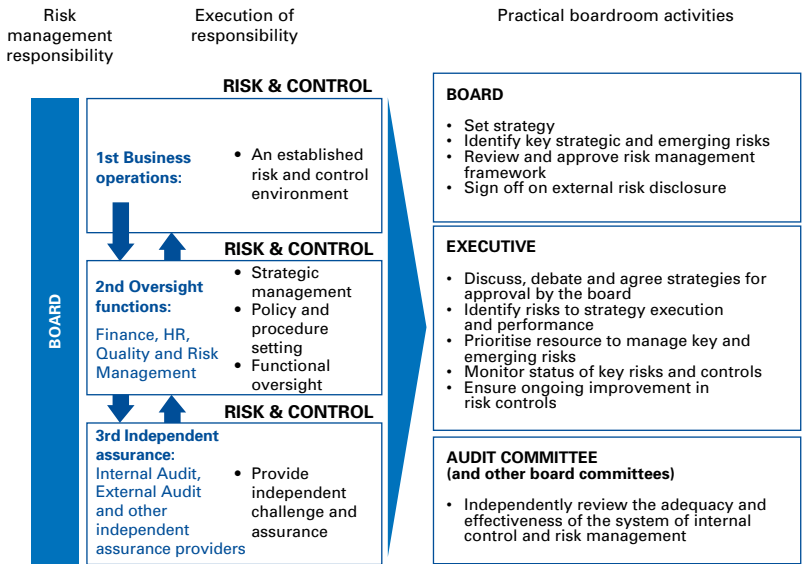 Risk
management
responsibility
Execution of
responsibility
Practical boardroom activities
BOARD
RISK & CONTROL
1st Business
operations:
• An established
risk and control
environment
RISK & CONTROL
2nd Oversight
functions:
Finance, HR,
Quality and Risk
Management
• Strategic
management
• Policy and
procedure
setting
• Functional
oversight
RISK & CONTROL
3rd Independent
assurance:
Internal Audit,
External Audit
and other
independent
assurance providers
• Provide
independent
challenge and
assurance
BOARD
• Set strategy
• Identify key strategic and emerging risks
• Review and approve risk management
framework
• Sign off on external risk disclosure
EXECUTIVE
• Discuss, debate and agree strategies for
approval by the board
• Identify risks to strategy execution
and performance
• Prioritise resource to manage key and
emerging risks
• Monitor status of key risks and controls
• Ensure ongoing improvement in
risk controls
AUDIT COMMITTEE
(and other board committees)
• Independently review the adequacy and
effectiveness of the system of internal
control and risk management